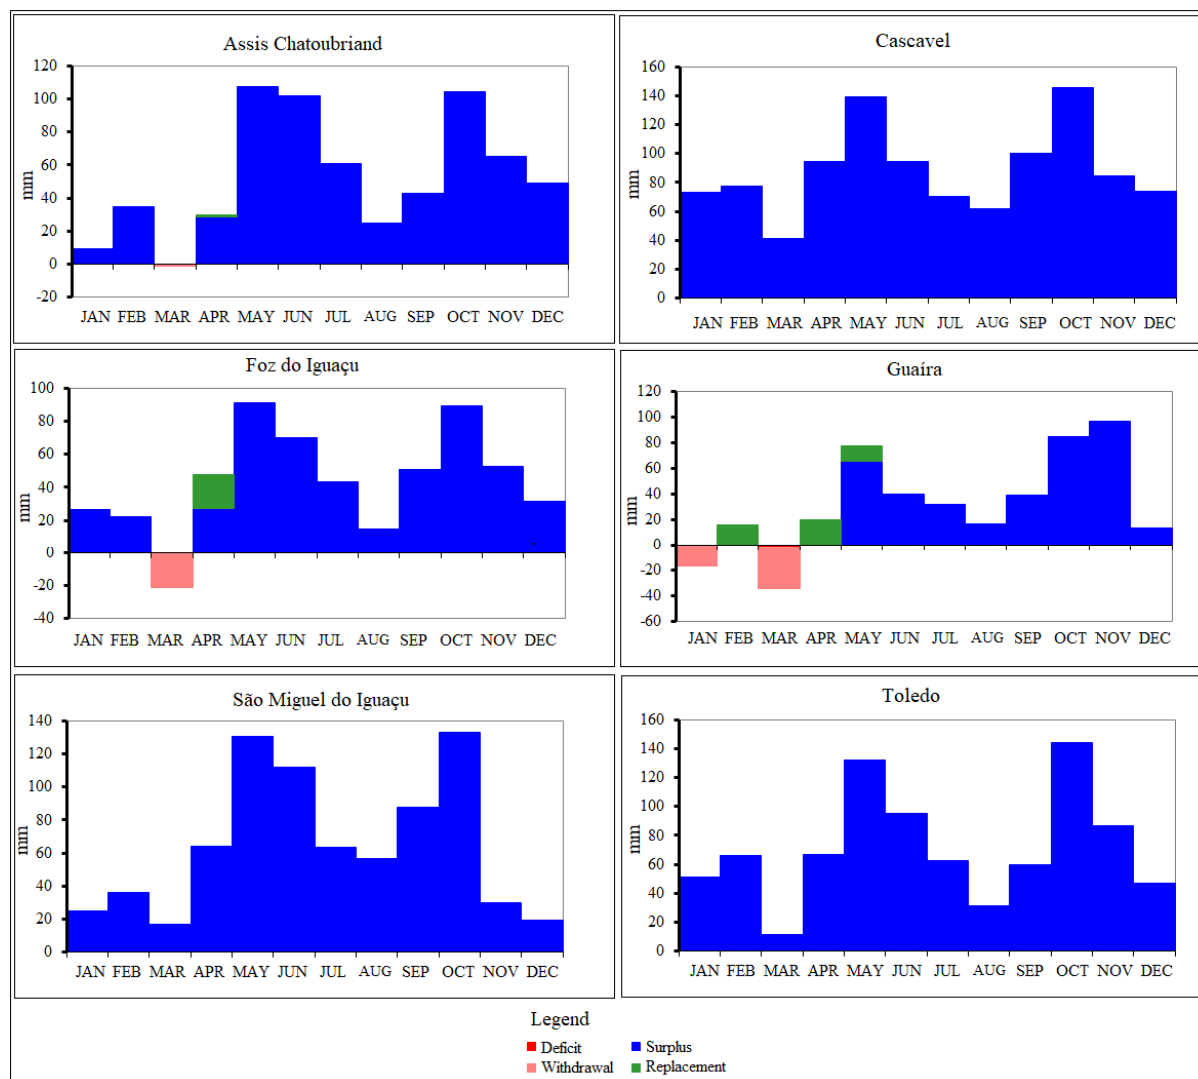 Assis Chatoubriand
120
100
80
60
40
20
0
-20
mm
JAN FEB MAR APR MAY JUN JUL AUG SEP OCT NOV DEC
Cascavel
160
140
120
100
80
60
40
20
0
mm
JAN FEB MAR APR MAY JUN JUL AUG SEP OCT NOV DEC
Foz do Iguaçu
100
80
60
40
20
0
-20
-40
mm
JAN FEB MAR APR MAY JUN JUL AUG SEP OCT NOV DEC
Guaíra
120
100
80
60
40
20
0
-20
-40
-60
mm
JAN FEB MAR APR MAY JUN JUL AUG SEP OCT NOV DEC
São Miguel do Iguaçu
140
120
100
80
60
40
20
0
mm
JAN FEB MAR APR MAY JUN JUL AUG SEP OCT NOV DEC
Toledo
160
140
120
100
80
60
40
20
0
mm
JAN FEB MAR APR MAY JUN JUL AUG SEP OCT NOV DEC
Legend
Deficit Surplus
Withdrawal Replacement